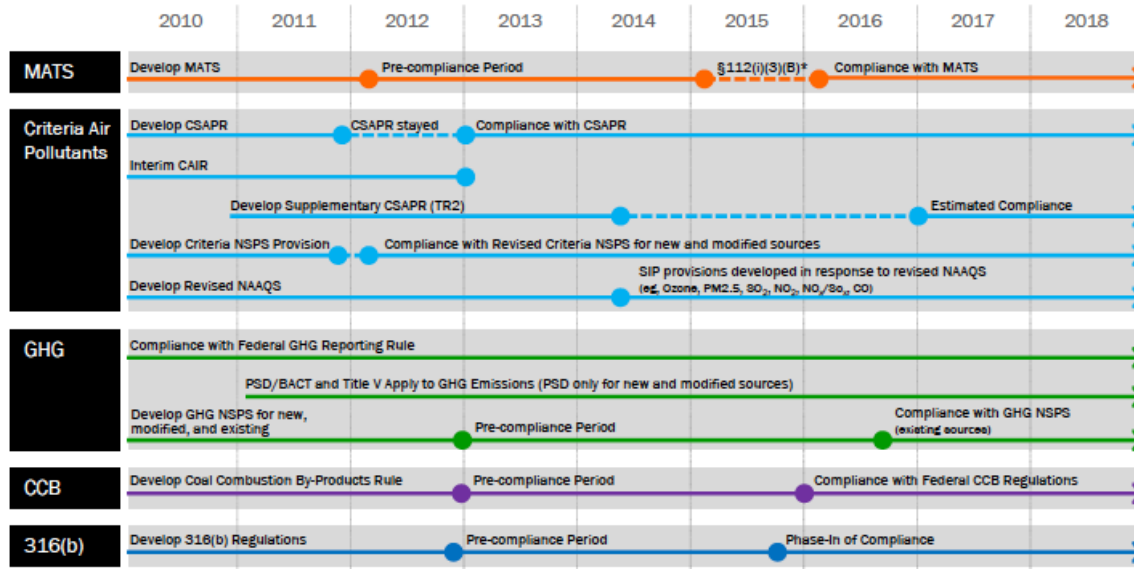 2010 2011 2012 2013 2014 2015 2016 2017 2018
MATS
Develop MATS
Pre-compliance Period
§112(i)(3)(B)*
Compliance with MATS
Criteria Air
Pollutants
Develop CSAPR
CSAPR stayed
Compliance with CSAPR
Interim CAIR
Develop Supplementary CSAPR (TR2)
Estimated Compliance
Develop Criteria NSPS Provision
Compliance with Revised Criteria NSPS for new and modified sources
Develop Revised NAAQS
SIP provisions developed in response to revised NAAQS
(eg, Ozone, PM2.5, SO₂, NO₂, NOₓ/Soₓ, CO)
GHG
Compliance with Federal GHG Reporting Rule
PSD/BACT and Title V Apply to GHG Emissions (PSD only for new and modified sources)
Develop GHG NSPS for new,
modified, and existing
Pre-compliance Period
Compliance with GHG NSPS
(existing sources)
CCB
Develop Coal Combustion By-Products Rule
Pre-compliance Period
Compliance with Federal CCB Regulations
316(b)
Develop 316(b) Regulations
Pre-compliance Period
Phase-In of Compliance